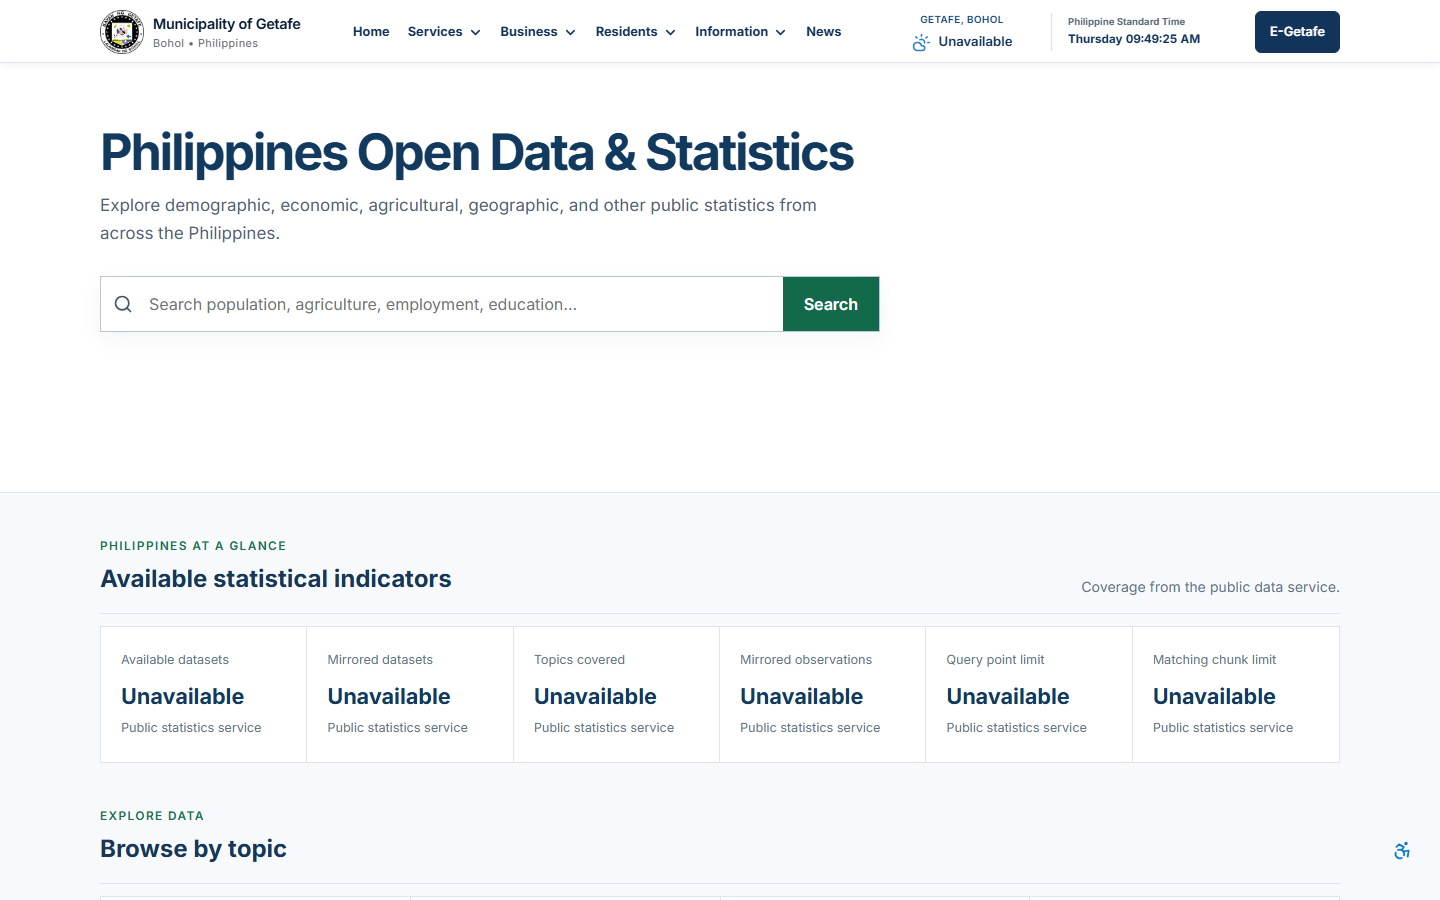 Municipality of Getafe
Bohol • Philippines
Home
Services
Business
Residents
Information
News
GETAFE, BOHOL
Unavailable
Philippine Standard Time
Thursday 09:49:25 AM
E-Getafe
Philippines Open Data & Statistics
Explore demographic, economic, agricultural, geographic, and other public statistics from
across the Philippines.
Search population, agriculture, employment, education...
Search
PHILIPPINES AT A GLANCE
Available statistical indicators
Coverage from the public data service.
Available datasets
Unavailable
Public statistics service
Mirrored datasets
Unavailable
Public statistics service
Topics covered
Unavailable
Public statistics service
Mirrored observations
Unavailable
Public statistics service
Query point limit
Unavailable
Public statistics service
Matching chunk limit
Unavailable
Public statistics service
EXPLORE DATA
Browse by topic